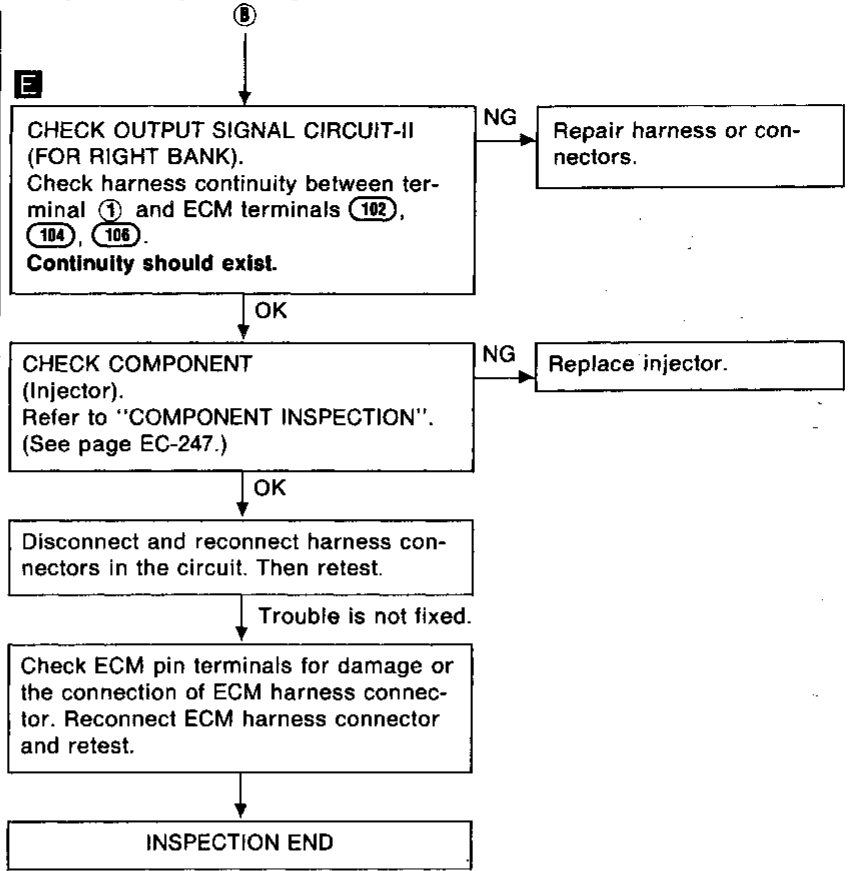 Ⓑ
E
CHECK OUTPUT SIGNAL CIRCUIT-II
(FOR RIGHT BANK).
Check harness continuity between ter-
minal ① and ECM terminals 102,
104, 106.
Continuity should exist.
NG
Repair harness or con-
nectors.
OK
CHECK COMPONENT
(Injector).
Refer to "COMPONENT INSPECTION".
(See page EC-247.)
NG
Replace injector.
OK
Disconnect and reconnect harness con-
nectors in the circuit. Then retest.
Trouble is not fixed.
Check ECM pin terminals for damage or
the connection of ECM harness connec-
tor. Reconnect ECM harness connector
and retest.
INSPECTION END